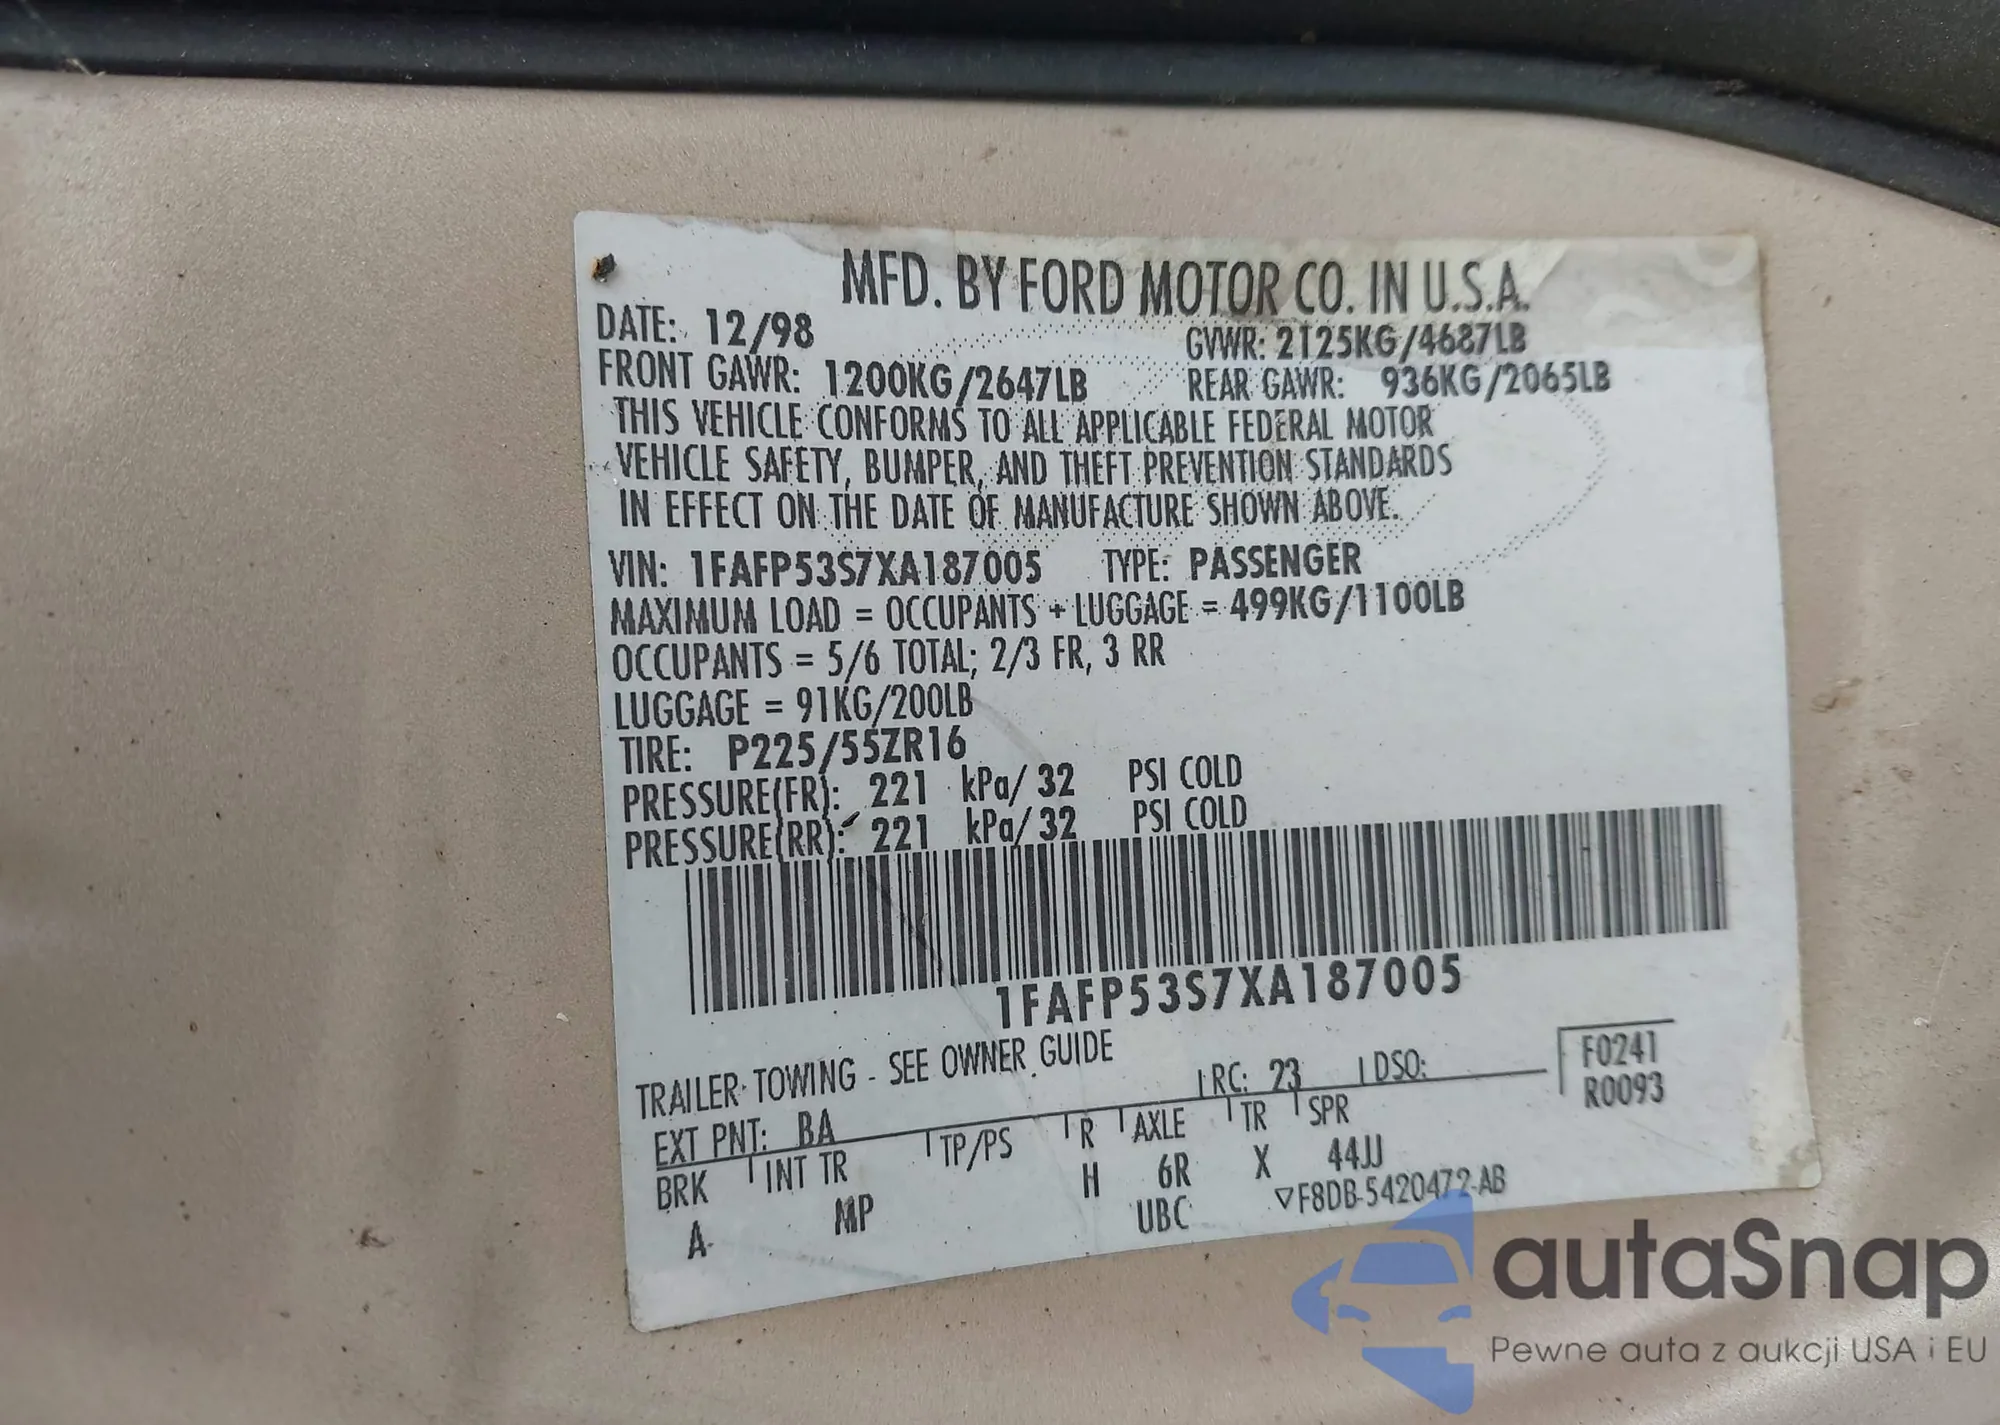 MFD. BY FORD MOTOR CO. IN U.S.A.
DATE: 12/98 GVWR: 2125KG/4687LB
FRONT GAWR: 1200KG/2647LB REAR GAWR: 936KG/2065LB
THIS VEHICLE CONFORMS TO ALL APPLICABLE FEDERAL MOTOR
VEHICLE SAFETY, BUMPER, AND THEFT PREVENTION STANDARDS
IN EFFECT ON THE DATE OF MANUFACTURE SHOWN ABOVE.
VIN: 1FAFP53S7XA187005 TYPE: PASSENGER
MAXIMUM LOAD = OCCUPANTS + LUGGAGE = 499KG/1100LB
OCCUPANTS = 5/6 TOTAL; 2/3 FR, 3 RR
LUGGAGE = 91KG/200LB
TIRE: P225/55ZR16
PRESSURE(FR): 221 kPa/ 32 PSI COLD
PRESSURE(RR): 221 kPa/ 32 PSI COLD
1FAFP53S7XA187005
TRAILER TOWING - SEE OWNER GUIDE
EXT PNT: BA RC: 23 DSO: F0241
R0093
BRK INT TR TP/PS R AXLE TR SPR
A MP H 6R X 44JJ
UBC ▽F8DB-5420472-AB
autaSnap
Pewne auta z aukcji USA i EU